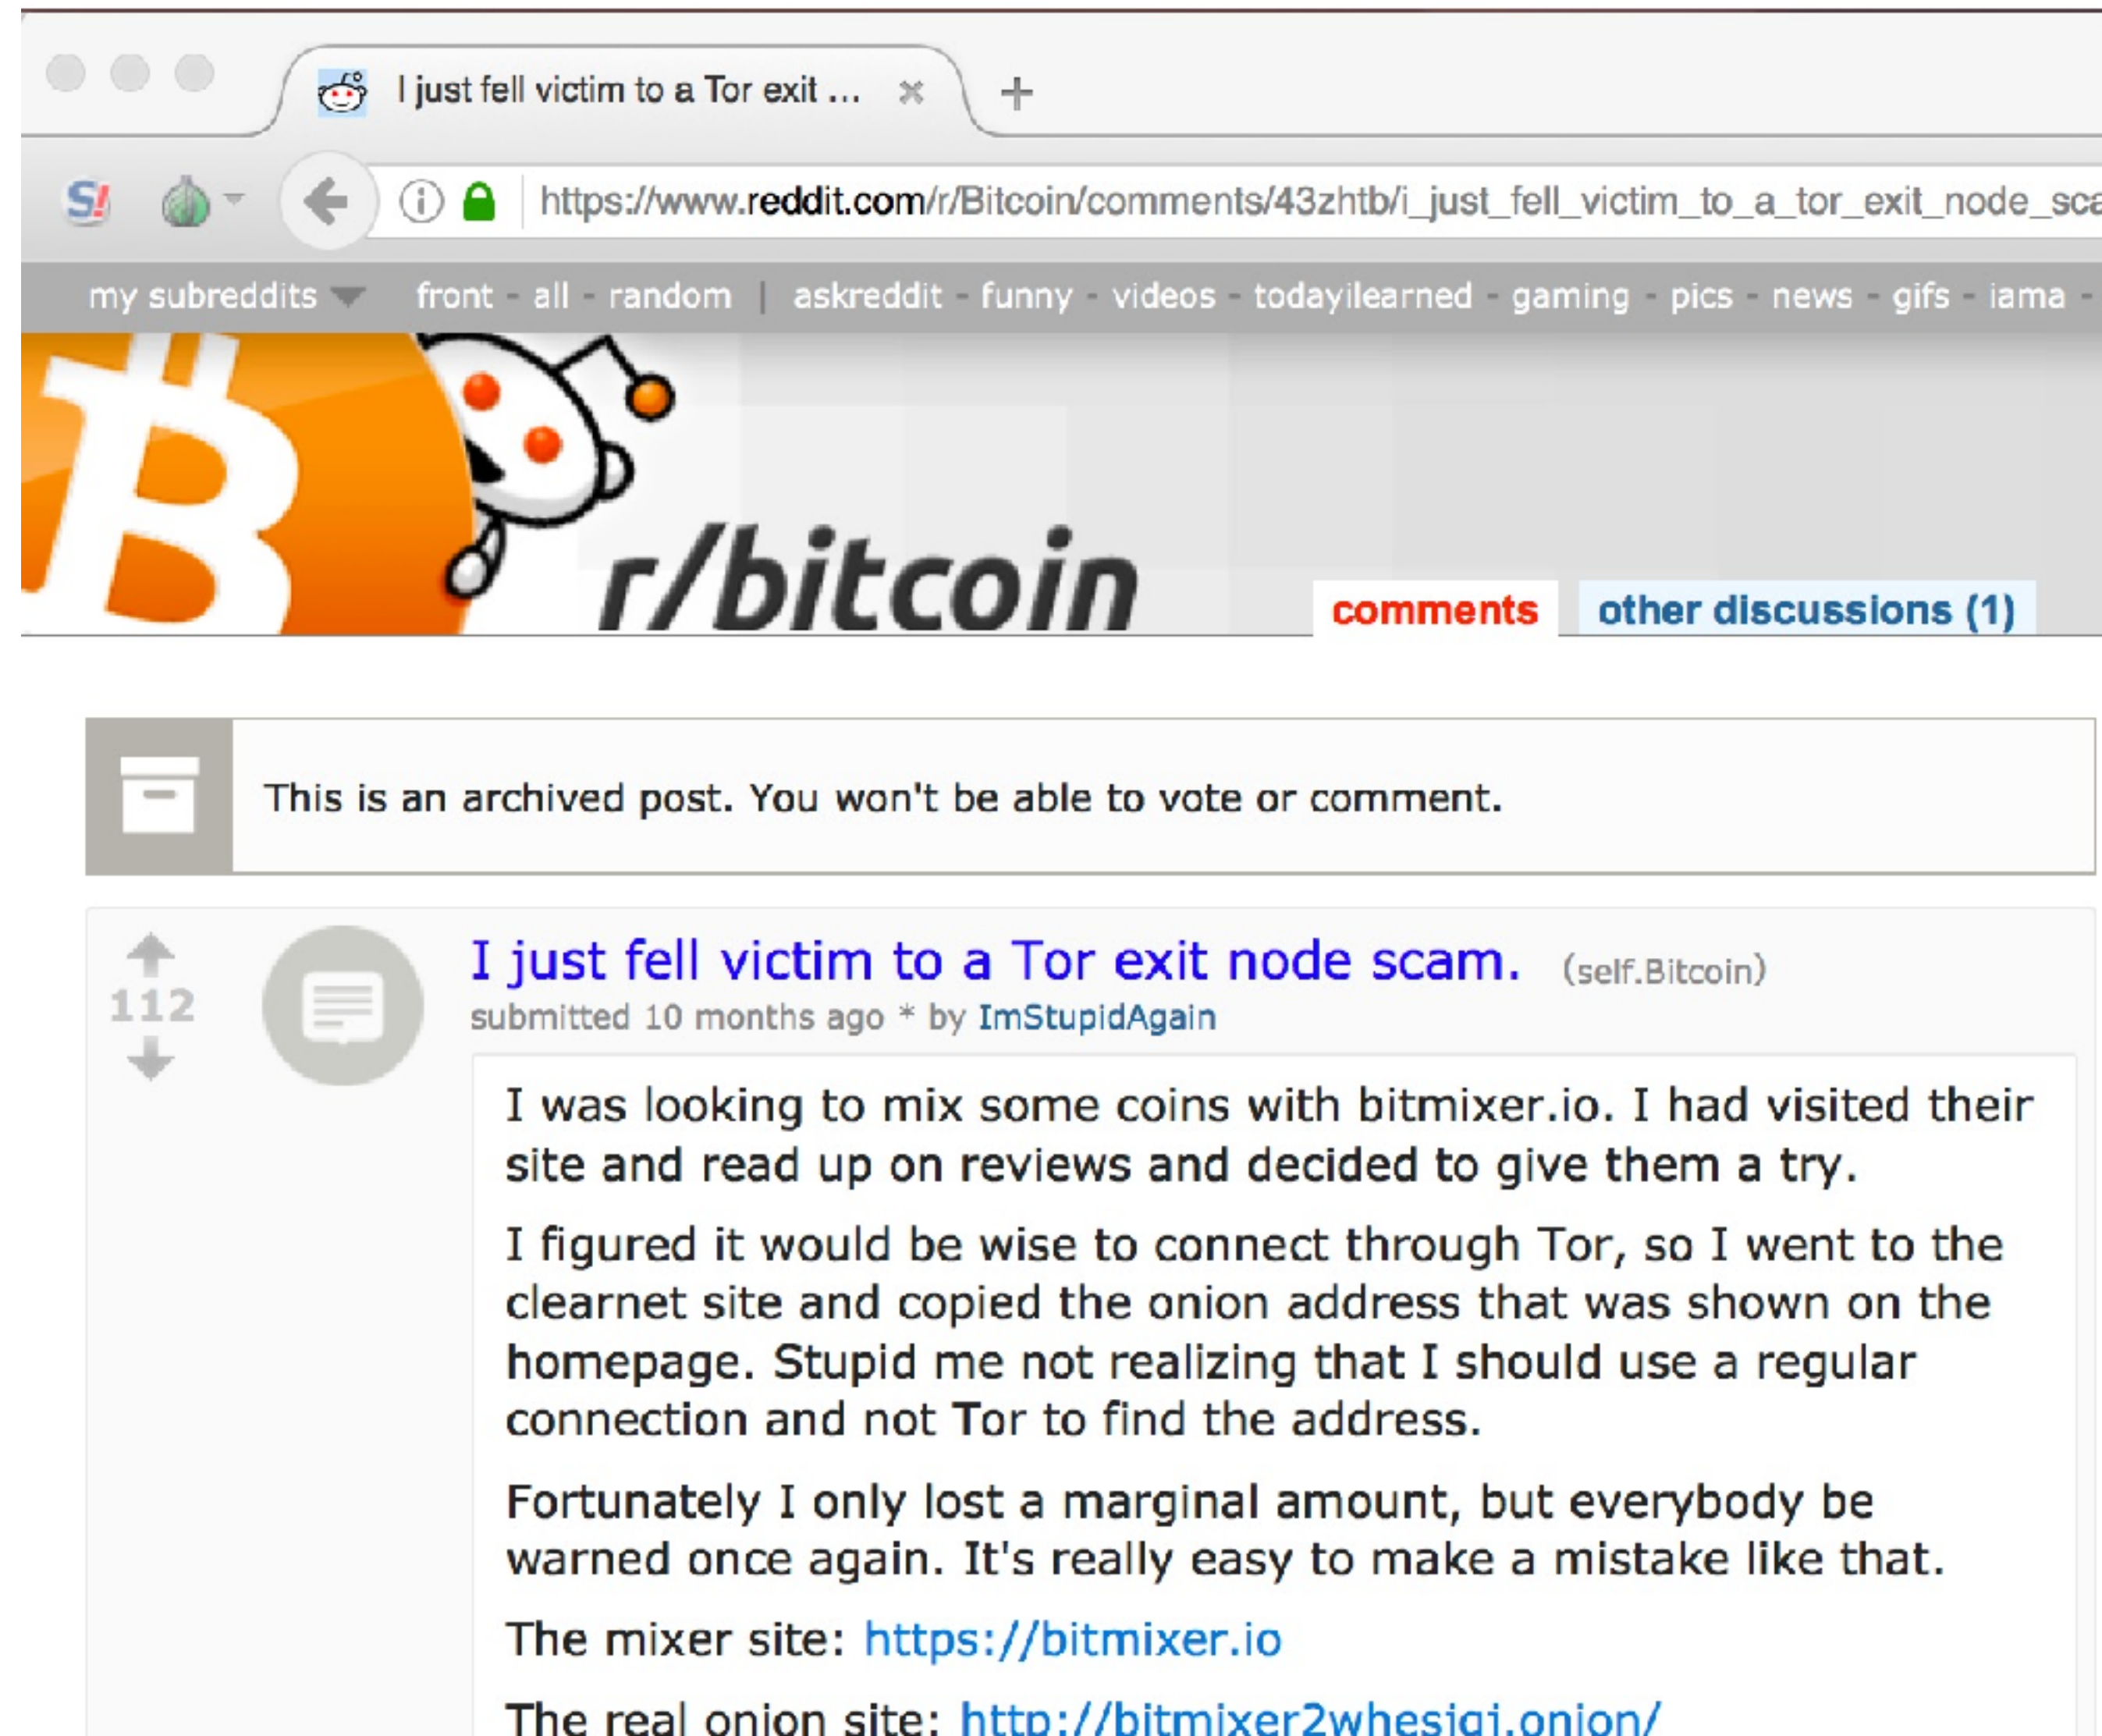 I just fell victim to a Tor exit ...
https://www.reddit.com/r/Bitcoin/comments/43zhtb/i_just_fell_victim_to_a_tor_exit_node_sca
my subreddits front - all - random | askreddit - funny - videos - todayilearned - gaming - pics - news - gifs - iama -
r/bitcoin
comments other discussions (1)
This is an archived post. You won't be able to vote or comment.
I just fell victim to a Tor exit node scam. (self.Bitcoin)
112
submitted 10 months ago * by ImStupidAgain
I was looking to mix some coins with bitmixer.io. I had visited their
site and read up on reviews and decided to give them a try.
I figured it would be wise to connect through Tor, so I went to the
clearnet site and copied the onion address that was shown on the
homepage. Stupid me not realizing that I should use a regular
connection and not Tor to find the address.
Fortunately I only lost a marginal amount, but everybody be
warned once again. It's really easy to make a mistake like that.
The mixer site: https://bitmixer.io
The real onion site: http://bitmixer2whesjgj.onion/